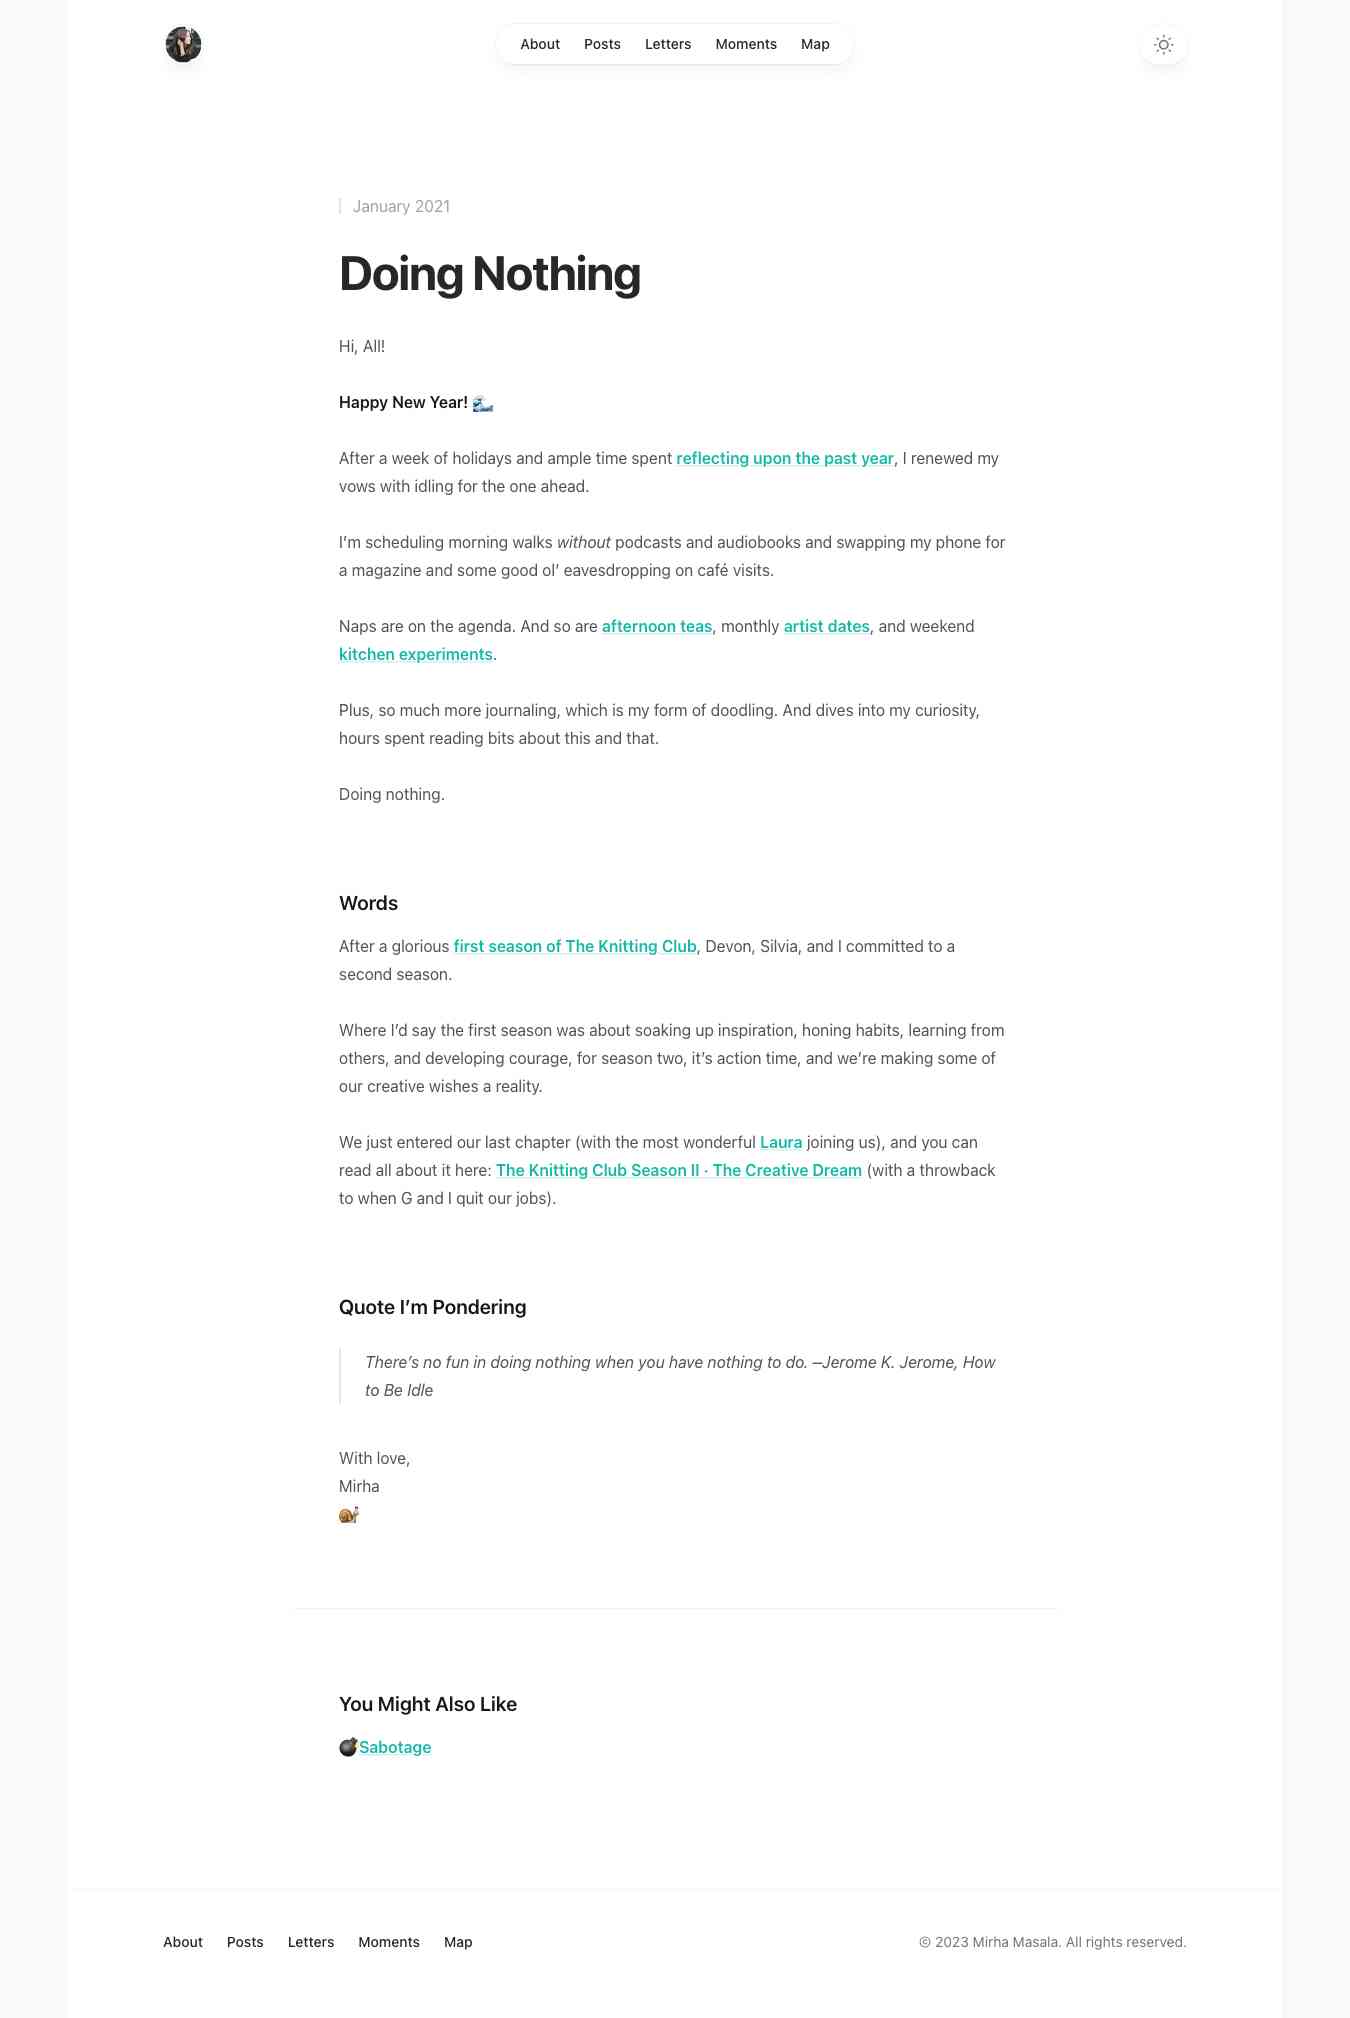 About Posts Letters Moments Map
January 2021
Doing Nothing
Hi, All!
Happy New Year! 🌊
After a week of holidays and ample time spent reflecting upon the past year, I renewed my
vows with idling for the one ahead.
I’m scheduling morning walks without podcasts and audiobooks and swapping my phone for
a magazine and some good ol’ eavesdropping on café visits.
Naps are on the agenda. And so are afternoon teas, monthly artist dates, and weekend
kitchen experiments.
Plus, so much more journaling, which is my form of doodling. And dives into my curiosity,
hours spent reading bits about this and that.
Doing nothing.
Words
After a glorious first season of The Knitting Club, Devon, Silvia, and I committed to a
second season.
Where I’d say the first season was about soaking up inspiration, honing habits, learning from
others, and developing courage, for season two, it’s action time, and we’re making some of
our creative wishes a reality.
We just entered our last chapter (with the most wonderful Laura joining us), and you can
read all about it here: The Knitting Club Season II · The Creative Dream (with a throwback
to when G and I quit our jobs).
Quote I’m Pondering
There’s no fun in doing nothing when you have nothing to do. —Jerome K. Jerome, How
to Be Idle
With love,
Mirha
🐌
You Might Also Like
💣Sabotage
About Posts Letters Moments Map
© 2023 Mirha Masala. All rights reserved.